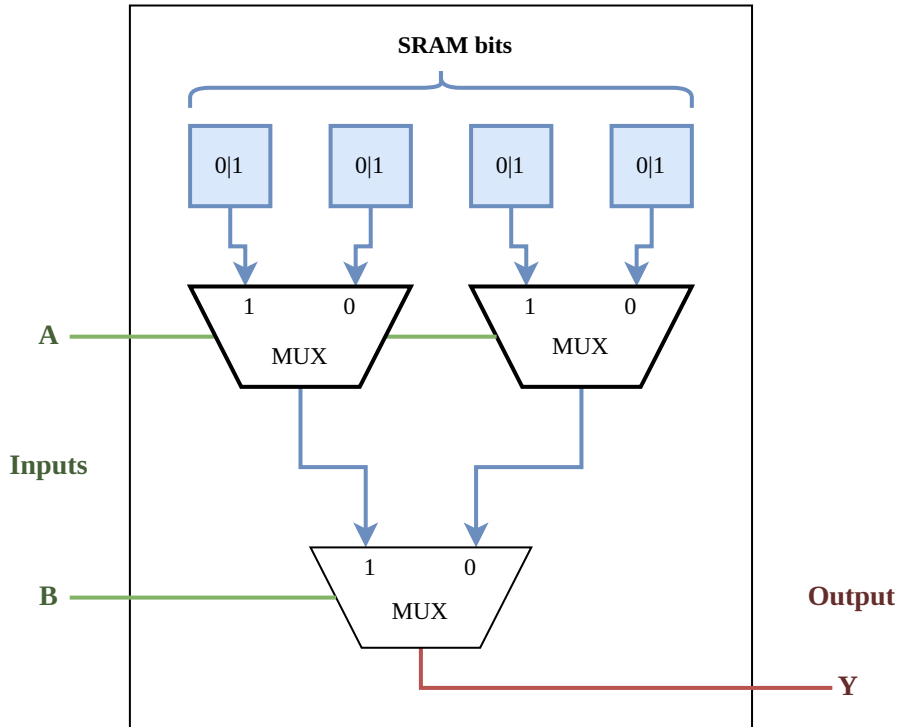 SRAM bits
0|1
0|1
0|1
0|1
1 0
1 0
A
MUX
MUX
Inputs
1 0
B
MUX
Output
Y